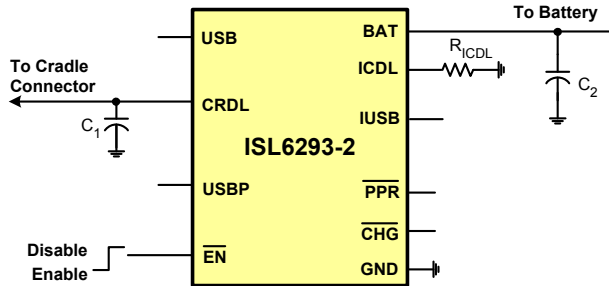 To Battery
USB
BAT
To Cradle
Connector
ICDL
R_ICDL
CRDL
C_1
C_2
IUSB
ISL6293-2
USBP
PPR
CHG
Disable
Enable
EN
GND